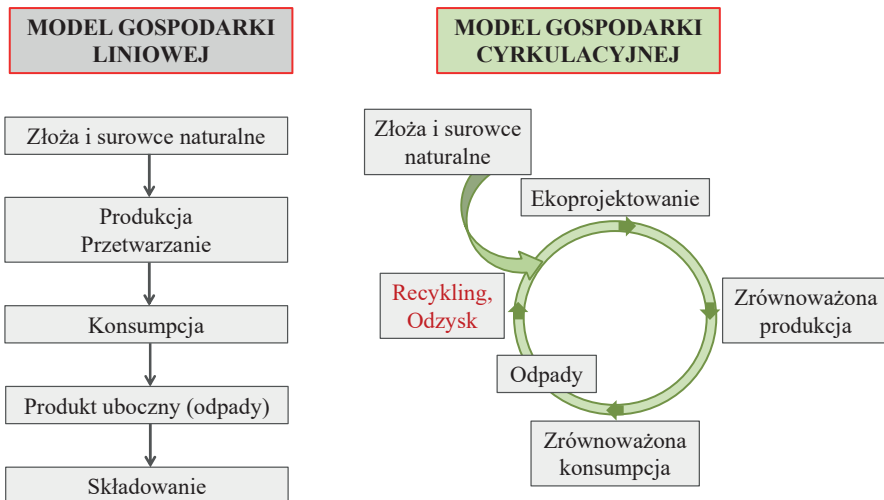 MODEL GOSPODARKI
LINIOWEJ
Złoża i surowce naturalne
Produkcja
Przetwarzanie
Konsumpcja
Produkt uboczny (odpady)
Składowanie
MODEL GOSPODARKI
CYRKULACYJNEJ
Złoża i surowce
naturalne
Ekoprojektowanie
Zrównoważona
produkcja
Zrównoważona
konsumpcja
Odpady
Recykling,
Odzysk